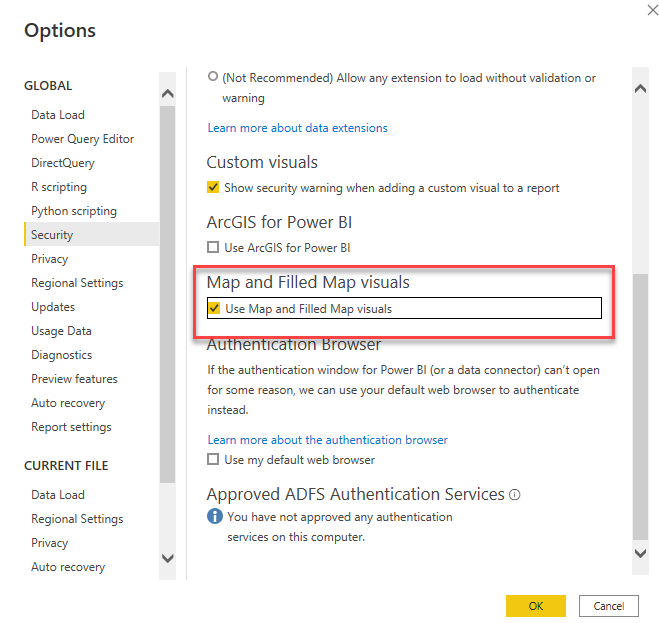 Options
GLOBAL
Data Load
Power Query Editor
DirectQuery
R scripting
Python scripting
Security
Privacy
Regional Settings
Updates
Usage Data
Diagnostics
Preview features
Auto recovery
Report settings
CURRENT FILE
Data Load
Regional Settings
Privacy
Auto recovery
(Not Recommended) Allow any extension to load without validation or
warning
Learn more about data extensions
Custom visuals
Show security warning when adding a custom visual to a report
ArcGIS for Power BI
Use ArcGIS for Power BI
Map and Filled Map visuals
Use Map and Filled Map visuals
Authentication Browser
If the authentication window for Power BI (or a data connector) can't open
for some reason, we can use your default web browser to authenticate
instead.
Learn more about the authentication browser
Use my default web browser
Approved ADFS Authentication Services
You have not approved any authentication
services on this computer.
OK
Cancel